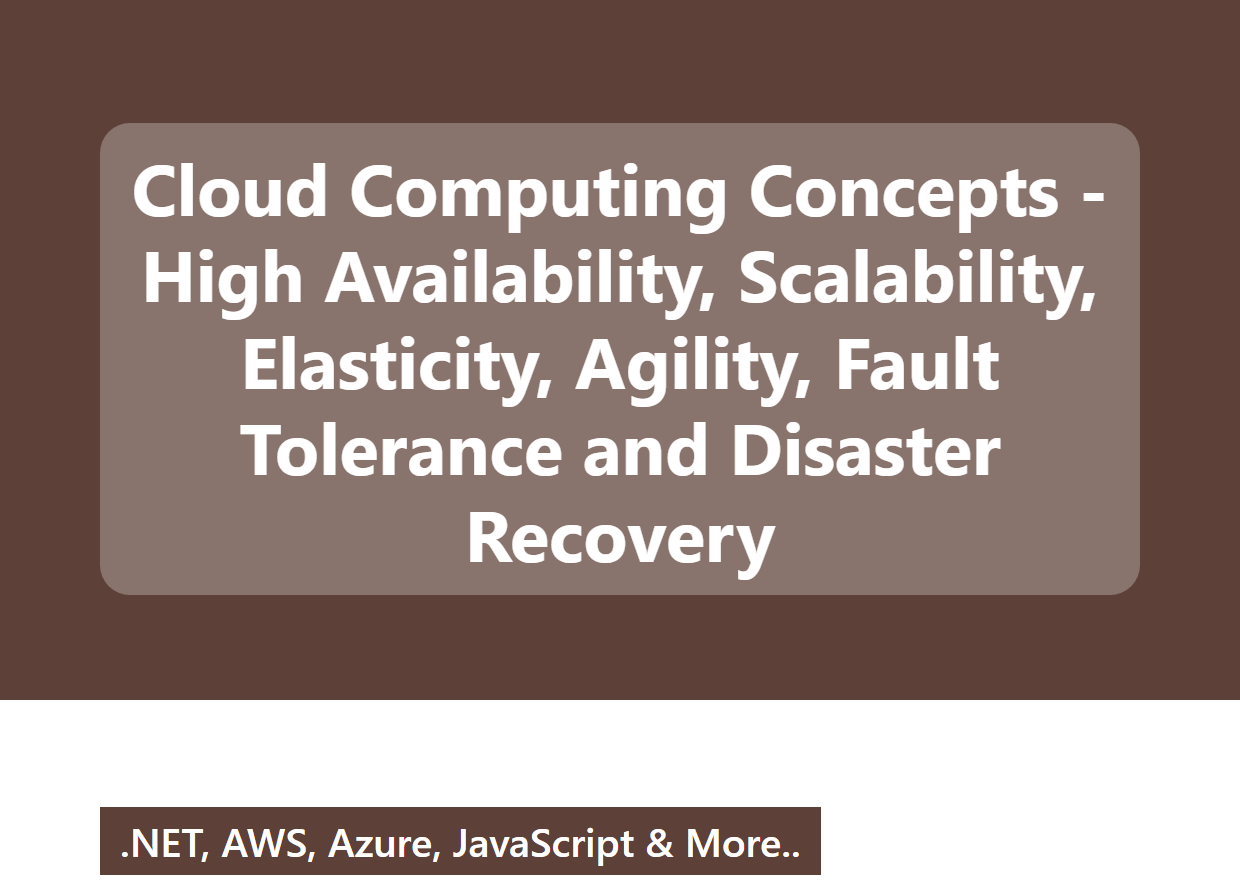 Cloud Computing Concepts -
High Availability, Scalability,
Elasticity, Agility, Fault
Tolerance and Disaster
Recovery
.NET, AWS, Azure, JavaScript & More..